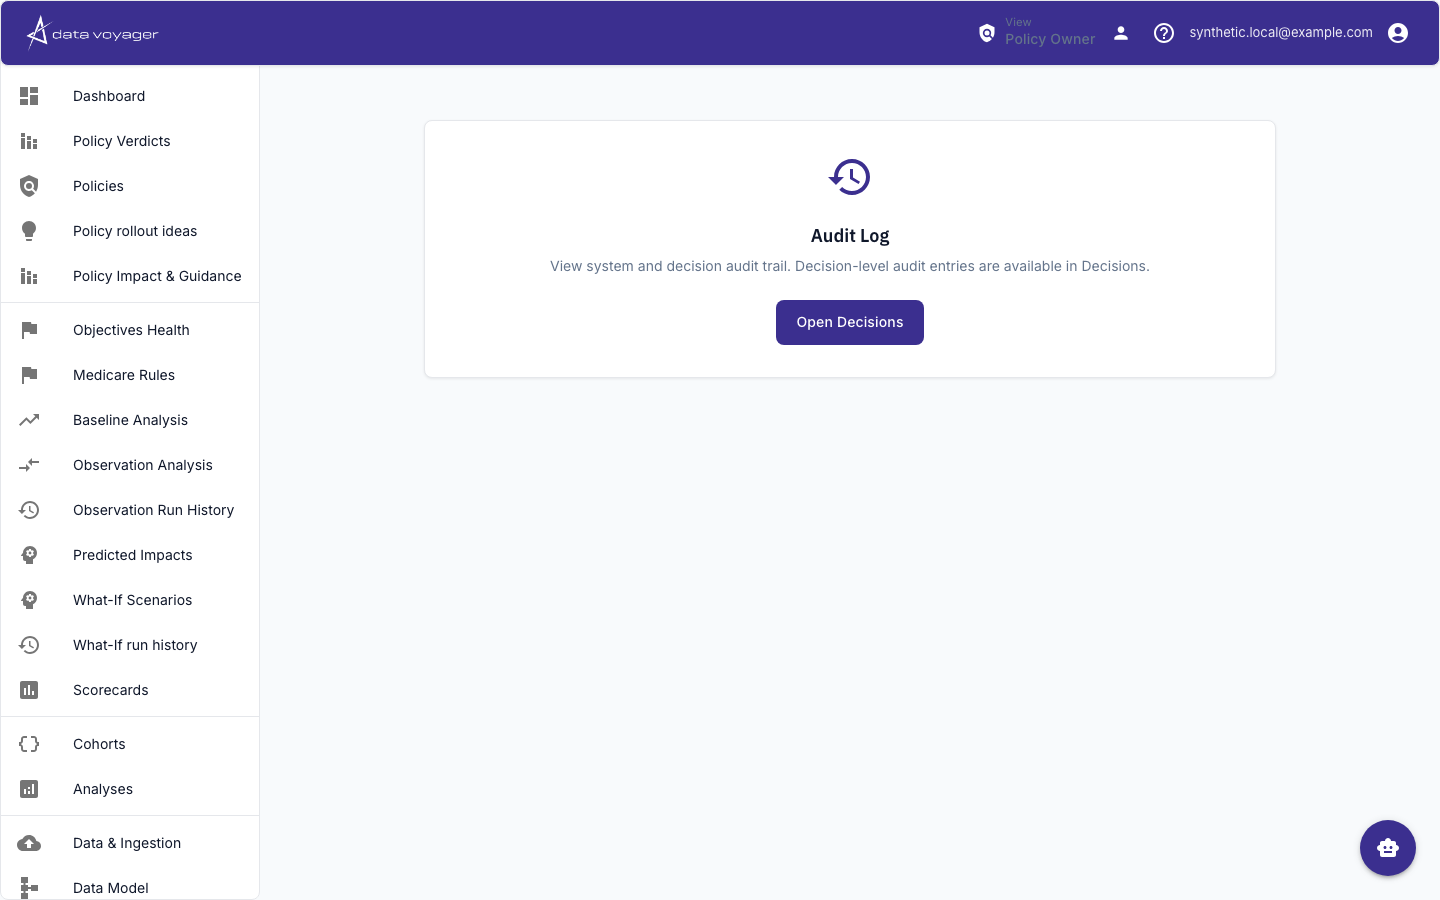 data voyager
View
Policy Owner
synthetic.local@example.com
Dashboard
Policy Verdicts
Policies
Policy rollout ideas
Policy Impact & Guidance
Objectives Health
Medicare Rules
Baseline Analysis
Observation Analysis
Observation Run History
Predicted Impacts
What-If Scenarios
What-If run history
Scorecards
Cohorts
Analyses
Data & Ingestion
Data Model
Audit Log
View system and decision audit trail. Decision-level audit entries are available in Decisions.
Open Decisions